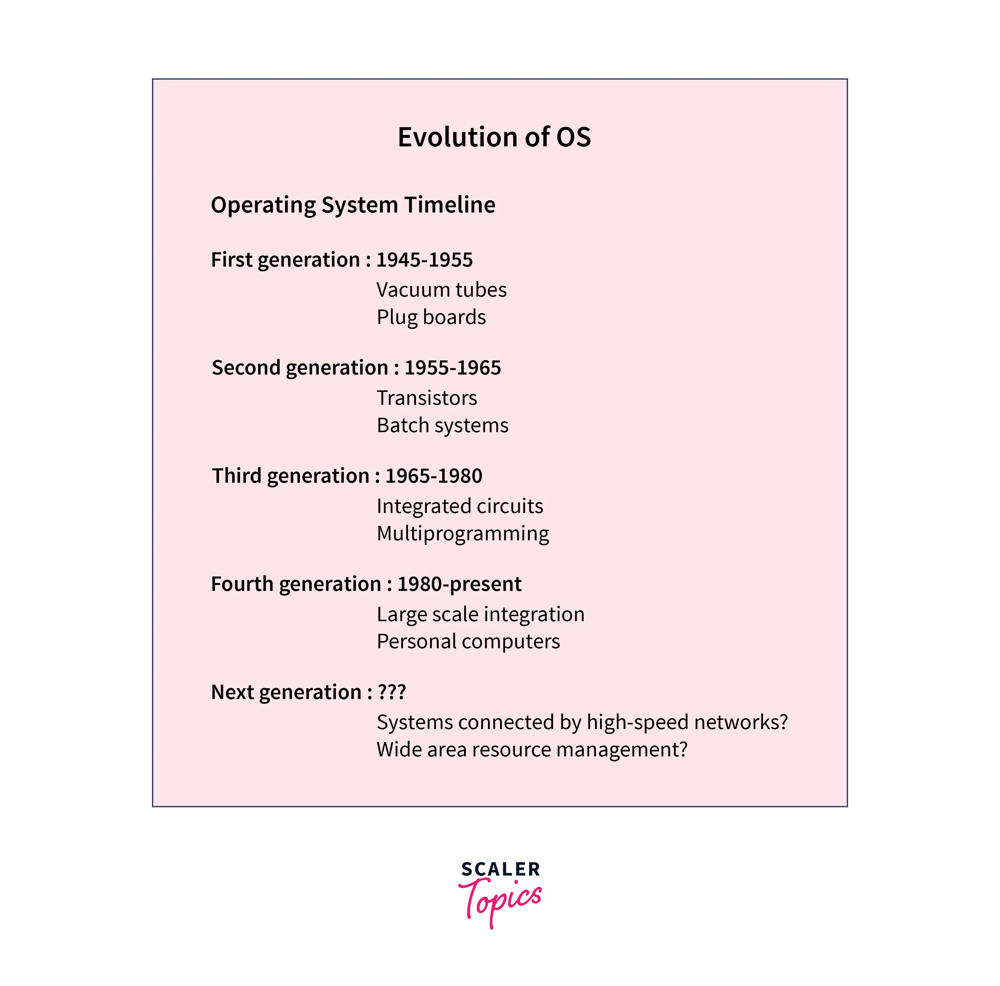 Evolution of OS
Operating System Timeline
First generation : 1945-1955
Vacuum tubes
Plug boards
Second generation : 1955-1965
Transistors
Batch systems
Third generation : 1965-1980
Integrated circuits
Multiprogramming
Fourth generation : 1980-present
Large scale integration
Personal computers
Next generation : ???
Systems connected by high-speed networks?
Wide area resource management?
SCALER
Topics